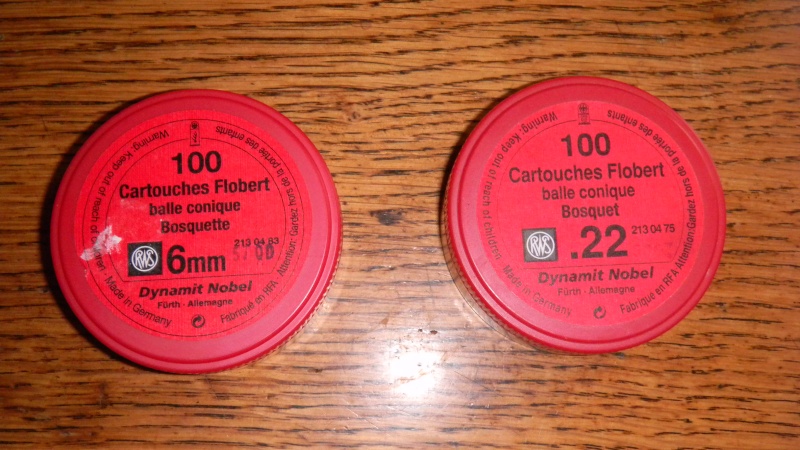 100
Cartouches Flobert
balle conique
Bosquette
213 04 83
RWS
6mm
Dynamit Nobel
Fürth - Allemagne
Warning: Keep out of reach of
Made in Germany
Fabriqué en RFA. Attention: Gardez hors de la portée des enfants
100
Cartouches Flobert
balle conique
Bosquet
RWS
.22
213 04 75
Dynamit Nobel
Fürth - Allemagne
Warning - Keep out of reach of children
Made in Germany
Fabriqué en RFA Attention: Gardez hors de la portée des enfants